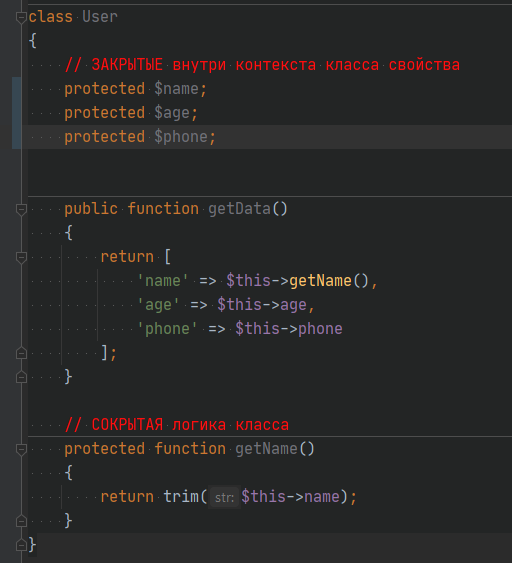 class User
{
    // ЗАКРЫТЫЕ внутри контекста класса свойства
    protected $name;
    protected $age;
    protected $phone;
    public function getData()
    {
        return [
            'name' => $this->getName(),
            'age' => $this->age,
            'phone' => $this->phone
        ];
    }
    // СОКРЫТАЯ логика класса
    protected function getName()
    {
        return trim( str: $this->name);
    }
}